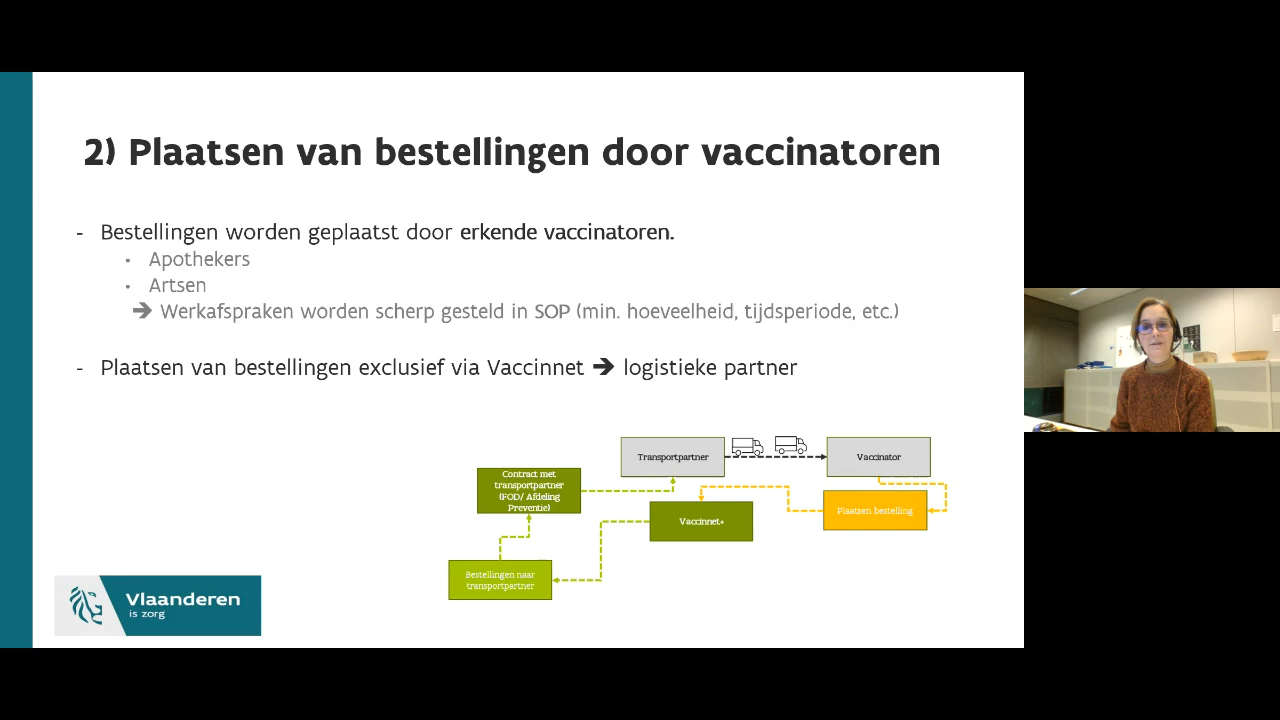 2) Plaatsen van bestellingen door vaccinatoren
- Bestellingen worden geplaatst door erkende vaccinatoren.
• Apothekers
• Artsen
➔ Werkafspraken worden scherp gesteld in SOP (min. hoeveelheid, tijdsperiode, etc.)
- Plaatsen van bestellingen exclusief via Vaccinnet ➔ logistieke partner
Transportpartner
Vaccinator
Contract met
transportpartner
(FOD/ Afdeling
Preventie)
Vaccinnet+
Plaatsen bestelling
Bestellingen naar
transportpartner
Vlaanderen
is zorg